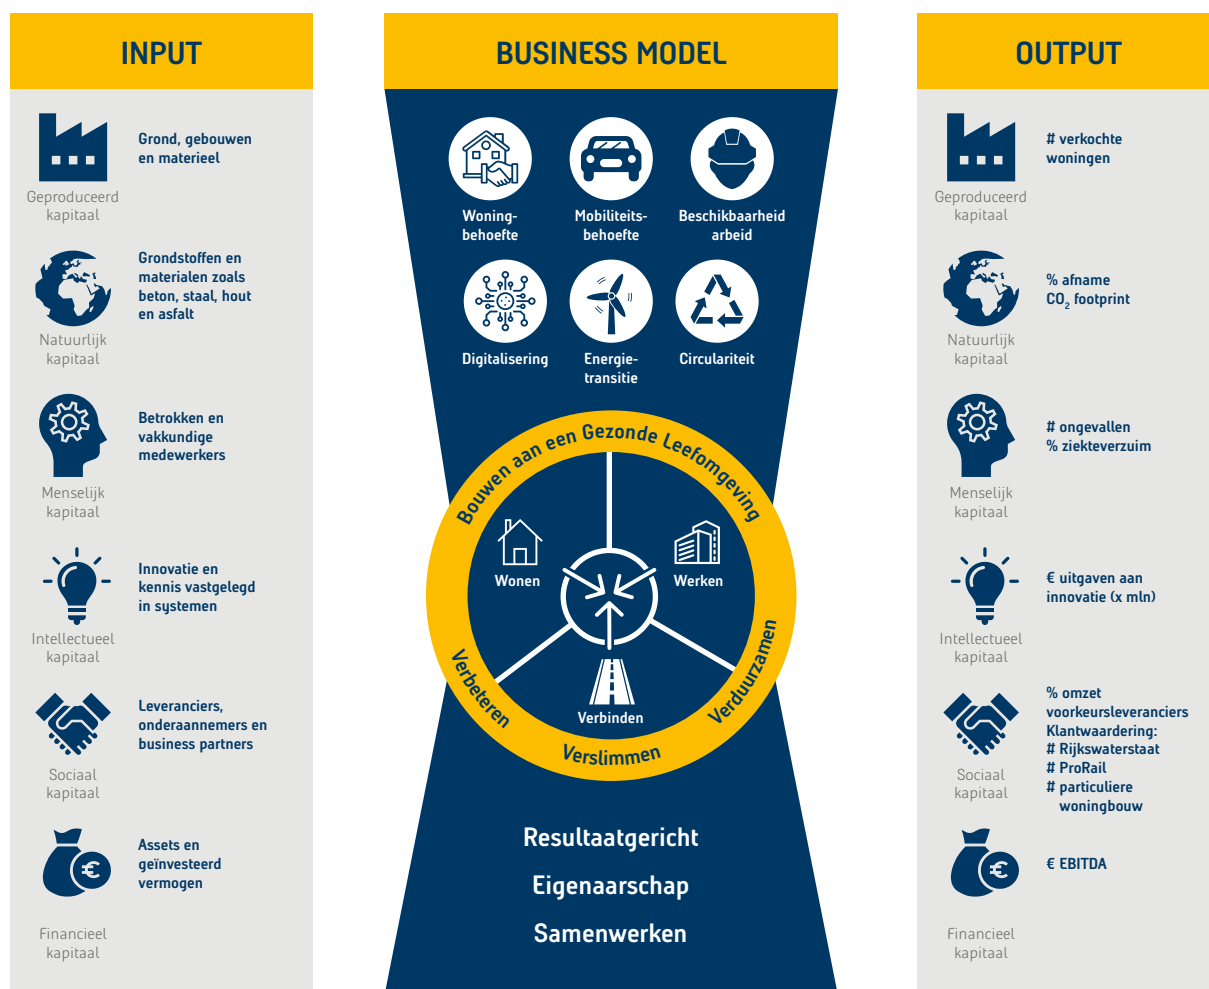 INPUT
Grond, gebouwen
en materieel
Geproduceerd
kapitaal
Grondstoffen en
materialen zoals
beton, staal, hout
en asfalt
Natuurlijk
kapitaal
Betrokken en
vakkundige
medewerkers
Menselijk
kapitaal
Innovatie en
kennis vastgelegd
in systemen
Intellectueel
kapitaal
Leveranciers,
onderaannemers en
business partners
Sociaal
kapitaal
Assets en
geïnvesteerd
vermogen
€
Financieel
kapitaal
BUSINESS MODEL
Woning-
behoefte
Mobiliteits-
behoefte
Beschikbaarheid
arbeid
Digitalisering
Energie-
transitie
Circulariteit
Bouwen aan een Gezonde Leefomgeving
Wonen
Werken
Verbinden
Verbeteren
Verslimmen
Verduurzamen
Resultaatgericht
Eigenaarschap
Samenwerken
OUTPUT
# verkochte
woningen
Geproduceerd
kapitaal
% afname
CO₂ footprint
Natuurlijk
kapitaal
# ongevallen
% ziekteverzuim
Menselijk
kapitaal
€ uitgaven aan
innovatie (x mln)
Intellectueel
kapitaal
% omzet
voorkeursleveranciers
Klantwaardering:
# Rijkswaterstaat
# ProRail
# particuliere
woningbouw
Sociaal
kapitaal
€ EBITDA
€
Financieel
kapitaal